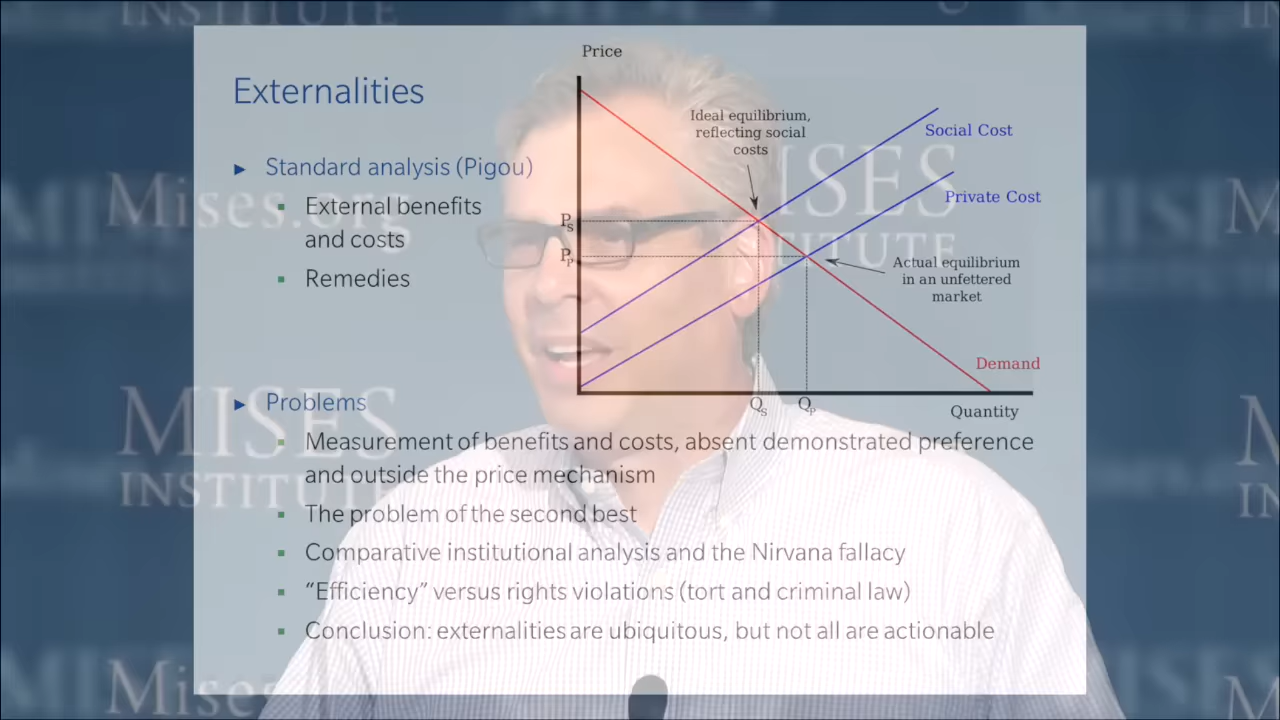 INSTITUTE
Price
Externalities
Ideal equilibrium,
reflecting social
costs
Social Cost
► Standard analysis (Pigou)
MISES
INSTITUTE
Mises.org
Private Cost
▪ External benefits
and costs
PS
PP
Actual equilibrium
in an unfettered
market
▪ Remedies
Demand
QS
QP
Quantity
► Problems
MISES
INSTITUTE
▪ Measurement of benefits and costs, absent demonstrated preference
and outside the price mechanism
▪ The problem of the second best
▪ Comparative institutional analysis and the Nirvana fallacy
▪ “Efficiency” versus rights violations (tort and criminal law)
▪ Conclusion: externalities are ubiquitous, but not all are actionable
Mises